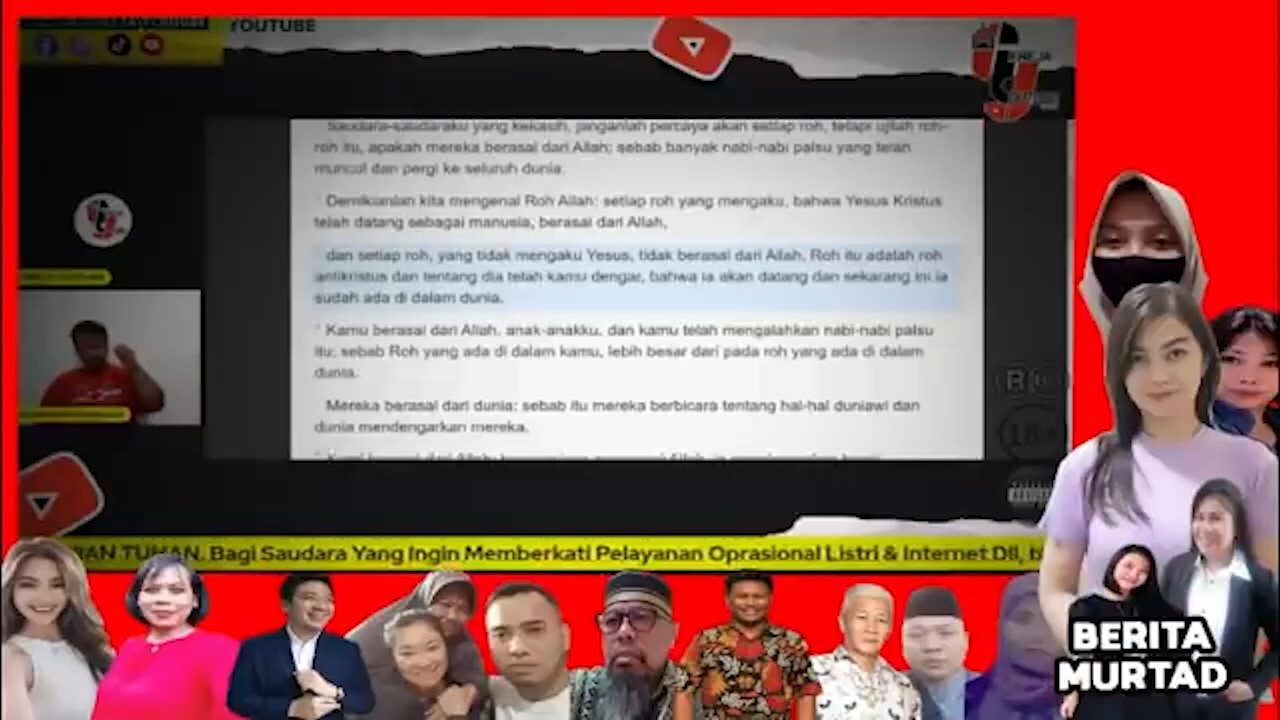 YOUTUBE
Saudara-saudaraku yang kekasih, janganlah percaya akan setiap roh, tetapi ujilah roh-
roh itu, apakah mereka berasal dari Allah; sebab banyak nabi-nabi palsu yang telah
muncul dan pergi ke seluruh dunia.
Demikianlah kita mengenal Roh Allah: setiap roh yang mengaku, bahwa Yesus Kristus
telah datang sebagai manusia, berasal dari Allah,
dan setiap roh, yang tidak mengaku Yesus, tidak berasal dari Allah. Roh itu adalah roh
antikristus dan tentang dia telah kamu dengar, bahwa ia akan datang dan sekarang ini ia
sudah ada di dalam dunia.
Kamu berasal dari Allah, anak-anakku, dan kamu telah mengalahkan nabi-nabi palsu
itu; sebab Roh yang ada di dalam kamu, lebih besar dari pada roh yang ada di dalam
dunia.
Mereka berasal dari dunia; sebab itu mereka berbicara tentang hal-hal duniawi dan
dunia mendengarkan mereka.
18+
TUHAN. Bagi Saudara Yang Ingin Memberkati Pelayanan Oprasional Listri & Internet Dll,
BERITA
MURTAD